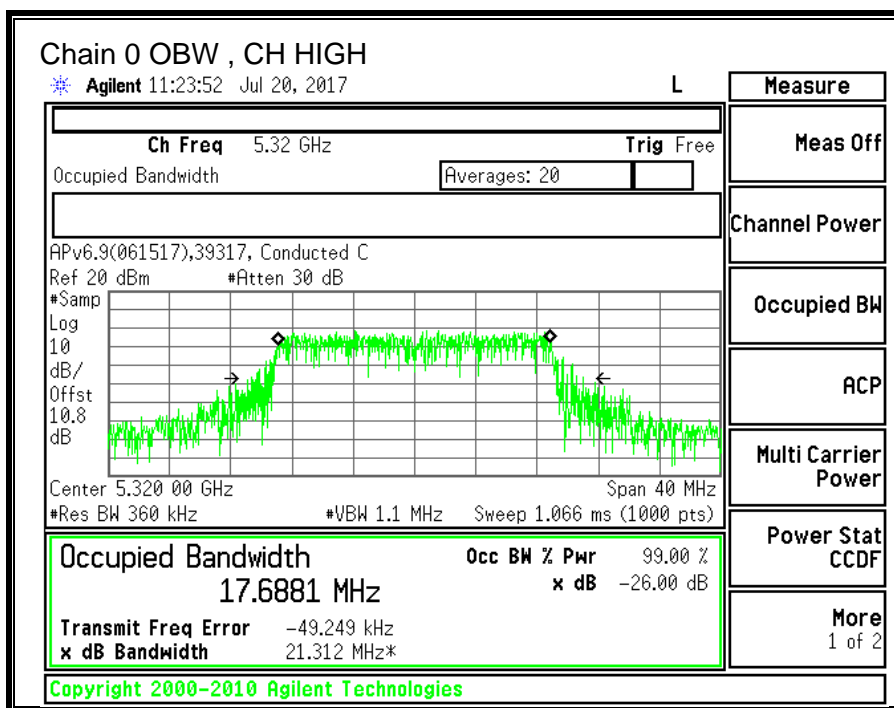 Chain 0 OBW , CH HIGH
Agilent 11:23:52 Jul 20, 2017 L
Measure
Ch Freq 5.32 GHz Trig Free
Occupied Bandwidth Averages: 20
Meas Off
Channel Power
APv6.9(061517),39317, Conducted C
Ref 20 dBm #Atten 30 dB
#Samp
Log
10
dB/
Offst
10.8
dB
Occupied BW
ACP
Center 5.320 00 GHz Span 40 MHz
#Res BW 360 kHz #VBW 1.1 MHz Sweep 1.066 ms (1000 pts)
Multi Carrier
Power
Occupied Bandwidth Occ BW % Pwr 99.00 %
17.6881 MHz x dB -26.00 dB
Transmit Freq Error -49.249 kHz
x dB Bandwidth 21.312 MHz*
Power Stat
CCDF
More
1 of 2
Copyright 2000-2010 Agilent Technologies